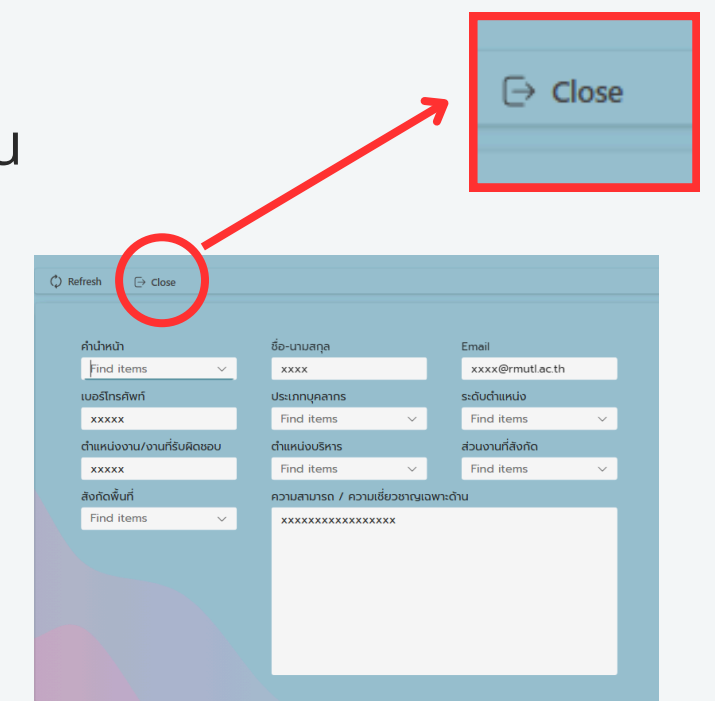 Close
น
Refresh Close
คำนำหน้า ชื่อ-นามสกุล Email
Find items xxxx xxxx@rmutl.ac.th
เบอร์โทรศัพท์ ประเภทบุคลากร ระดับตำแหน่ง
xxxxx Find items Find items
ตำแหน่งงาน/งานที่รับผิดชอบ ตำแหน่งบริหาร ส่วนงานที่สังกัด
xxxxx Find items Find items
สังกัดพื้นที่ ความสามารถ / ความเชี่ยวชาญเฉพาะด้าน
Find items xxxxxxxxxxxxxxxxx